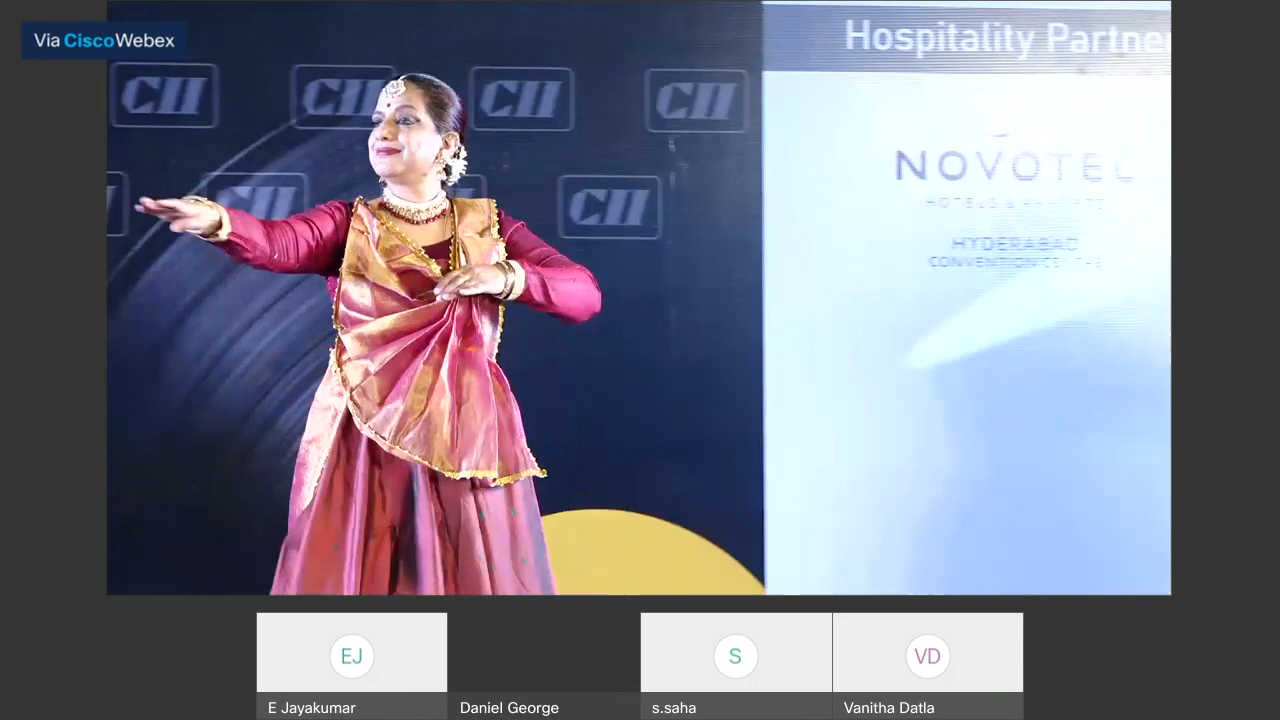 Via CiscoWebex
Hospitality Partner
CII
CII
CII
CII
CII
CII
NOVOTEL
HYDERABAD
EJ
S
VD
E Jayakumar
Daniel George
s.saha
Vanitha Datla